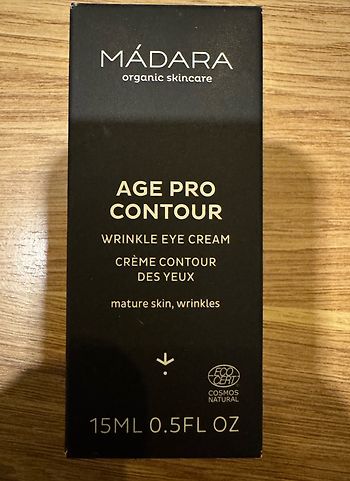 MÁDARA
organic skincare
AGE PRO
CONTOUR
WRINKLE EYE CREAM
CRÈME CONTOUR
DES YEUX
mature skin, wrinkles
ECO
CERT
COSMOS
NATURAL
15ML 0.5FL OZ